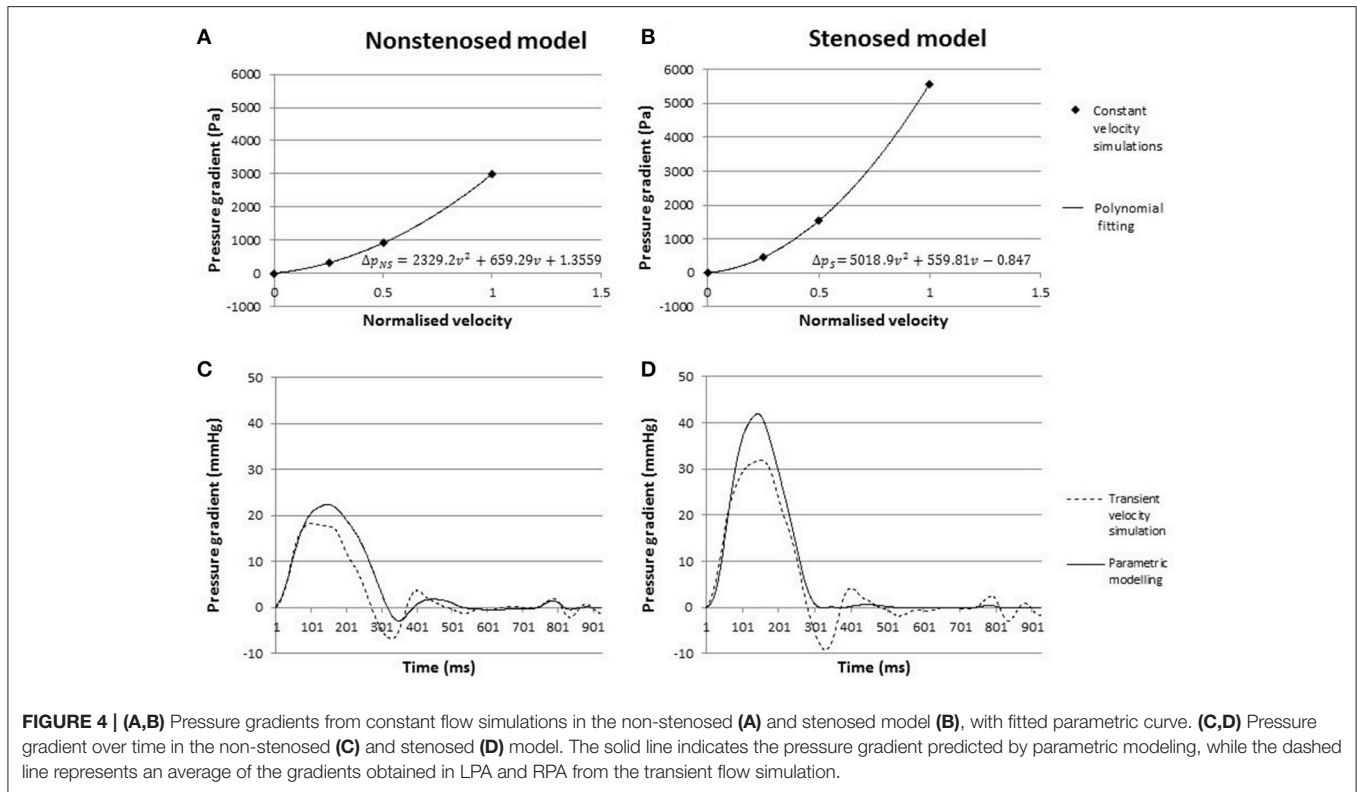 A
Nonstenosed model
6000
5000
4000
3000
2000
1000
0
-1000
Pressure gradient (Pa)
Δp_NS = 2329.2v² + 659.29v + 1.3559
0 0.5 1 1.5
Normalised velocity
B
Stenosed model
6000
5000
4000
3000
2000
1000
0
-1000
Pressure gradient (Pa)
Δp_S= 5018.9v² + 559.81v − 0.847
0 0.5 1 1.5
Normalised velocity
Constant
velocity
simulations
Polynomial
fitting
C
50
40
30
20
10
0
-10
Pressure gradient (mmHg)
1 101 201 301 401 501 601 701 801 901
Time (ms)
D
50
40
30
20
10
0
-10
Pressure gradient (mmHg)
1 101 201 301 401 501 601 701 801 901
Time (ms)
Transient
velocity
simulation
Parametric
modelling
FIGURE 4 | (A,B) Pressure gradients from constant flow simulations in the non-stenosed (A) and stenosed model (B), with fitted parametric curve. (C,D) Pressure
gradient over time in the non-stenosed (C) and stenosed (D) model. The solid line indicates the pressure gradient predicted by parametric modeling, while the dashed
line represents an average of the gradients obtained in LPA and RPA from the transient flow simulation.